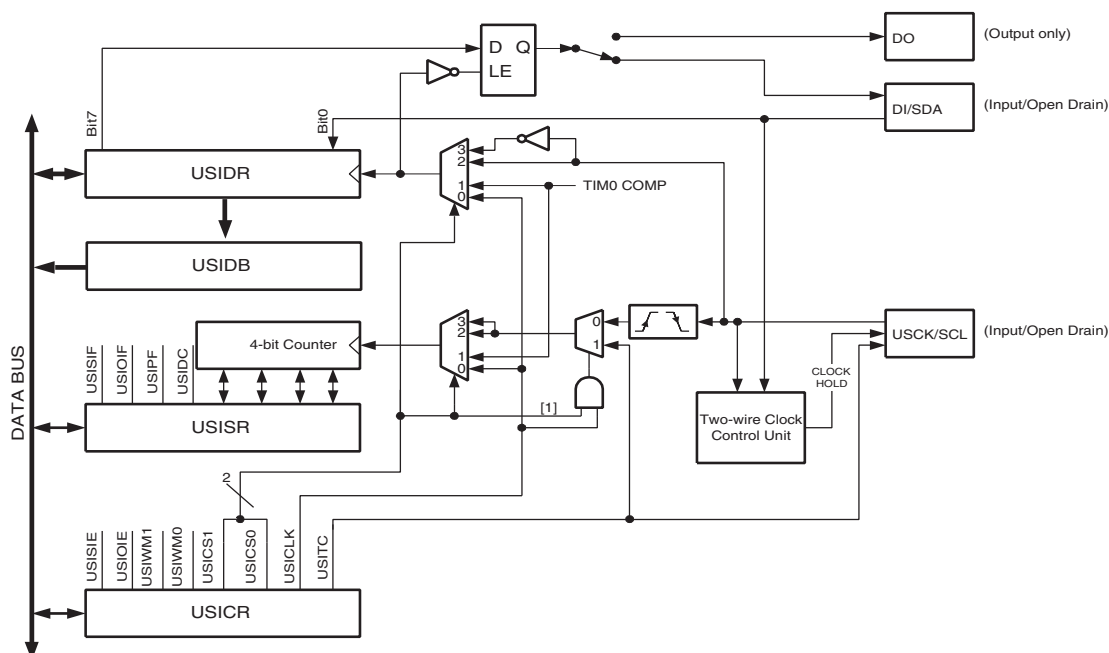 D Q
LE
DO
(Output only)
DI/SDA
(Input/Open Drain)
Bit7
Bit0
USIDR
3
2
1
0
TIM0 COMP
USIDB
4-bit Counter
3
2
1
0
0
1
USCK/SCL
(Input/Open Drain)
CLOCK
HOLD
[1]
Two-wire Clock
Control Unit
USISIF
USIOIF
USIPF
USIDC
USISR
DATA BUS
2
USISIE
USIOIE
USIWM1
USIWM0
USICS1
USICS0
USICLK
USITC
USICR